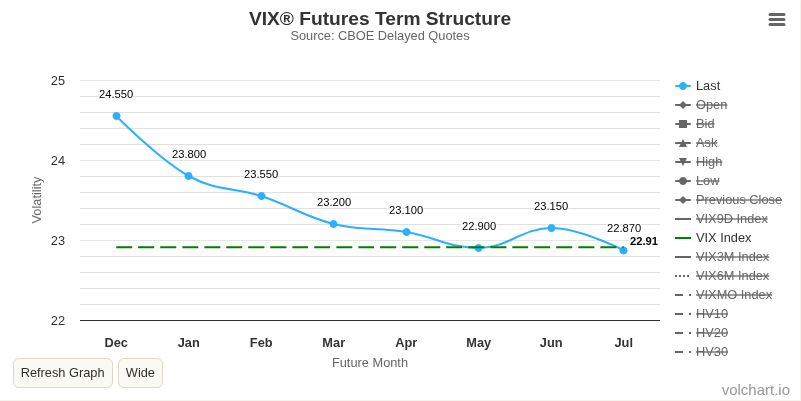 VIX® Futures Term Structure
Source: CBOE Delayed Quotes
25
24
23
22
Volatility
24.550
23.800
23.550
23.200
23.100
22.900
23.150
22.870
22.91
Dec
Jan
Feb
Mar
Apr
May
Jun
Jul
Future Month
Last
Open
Bid
Ask
High
Low
Previous Close
VIX9D Index
VIX Index
VIX3M Index
VIX6M Index
VIXMO Index
HV10
HV20
HV30
Refresh Graph
Wide
volchart.io